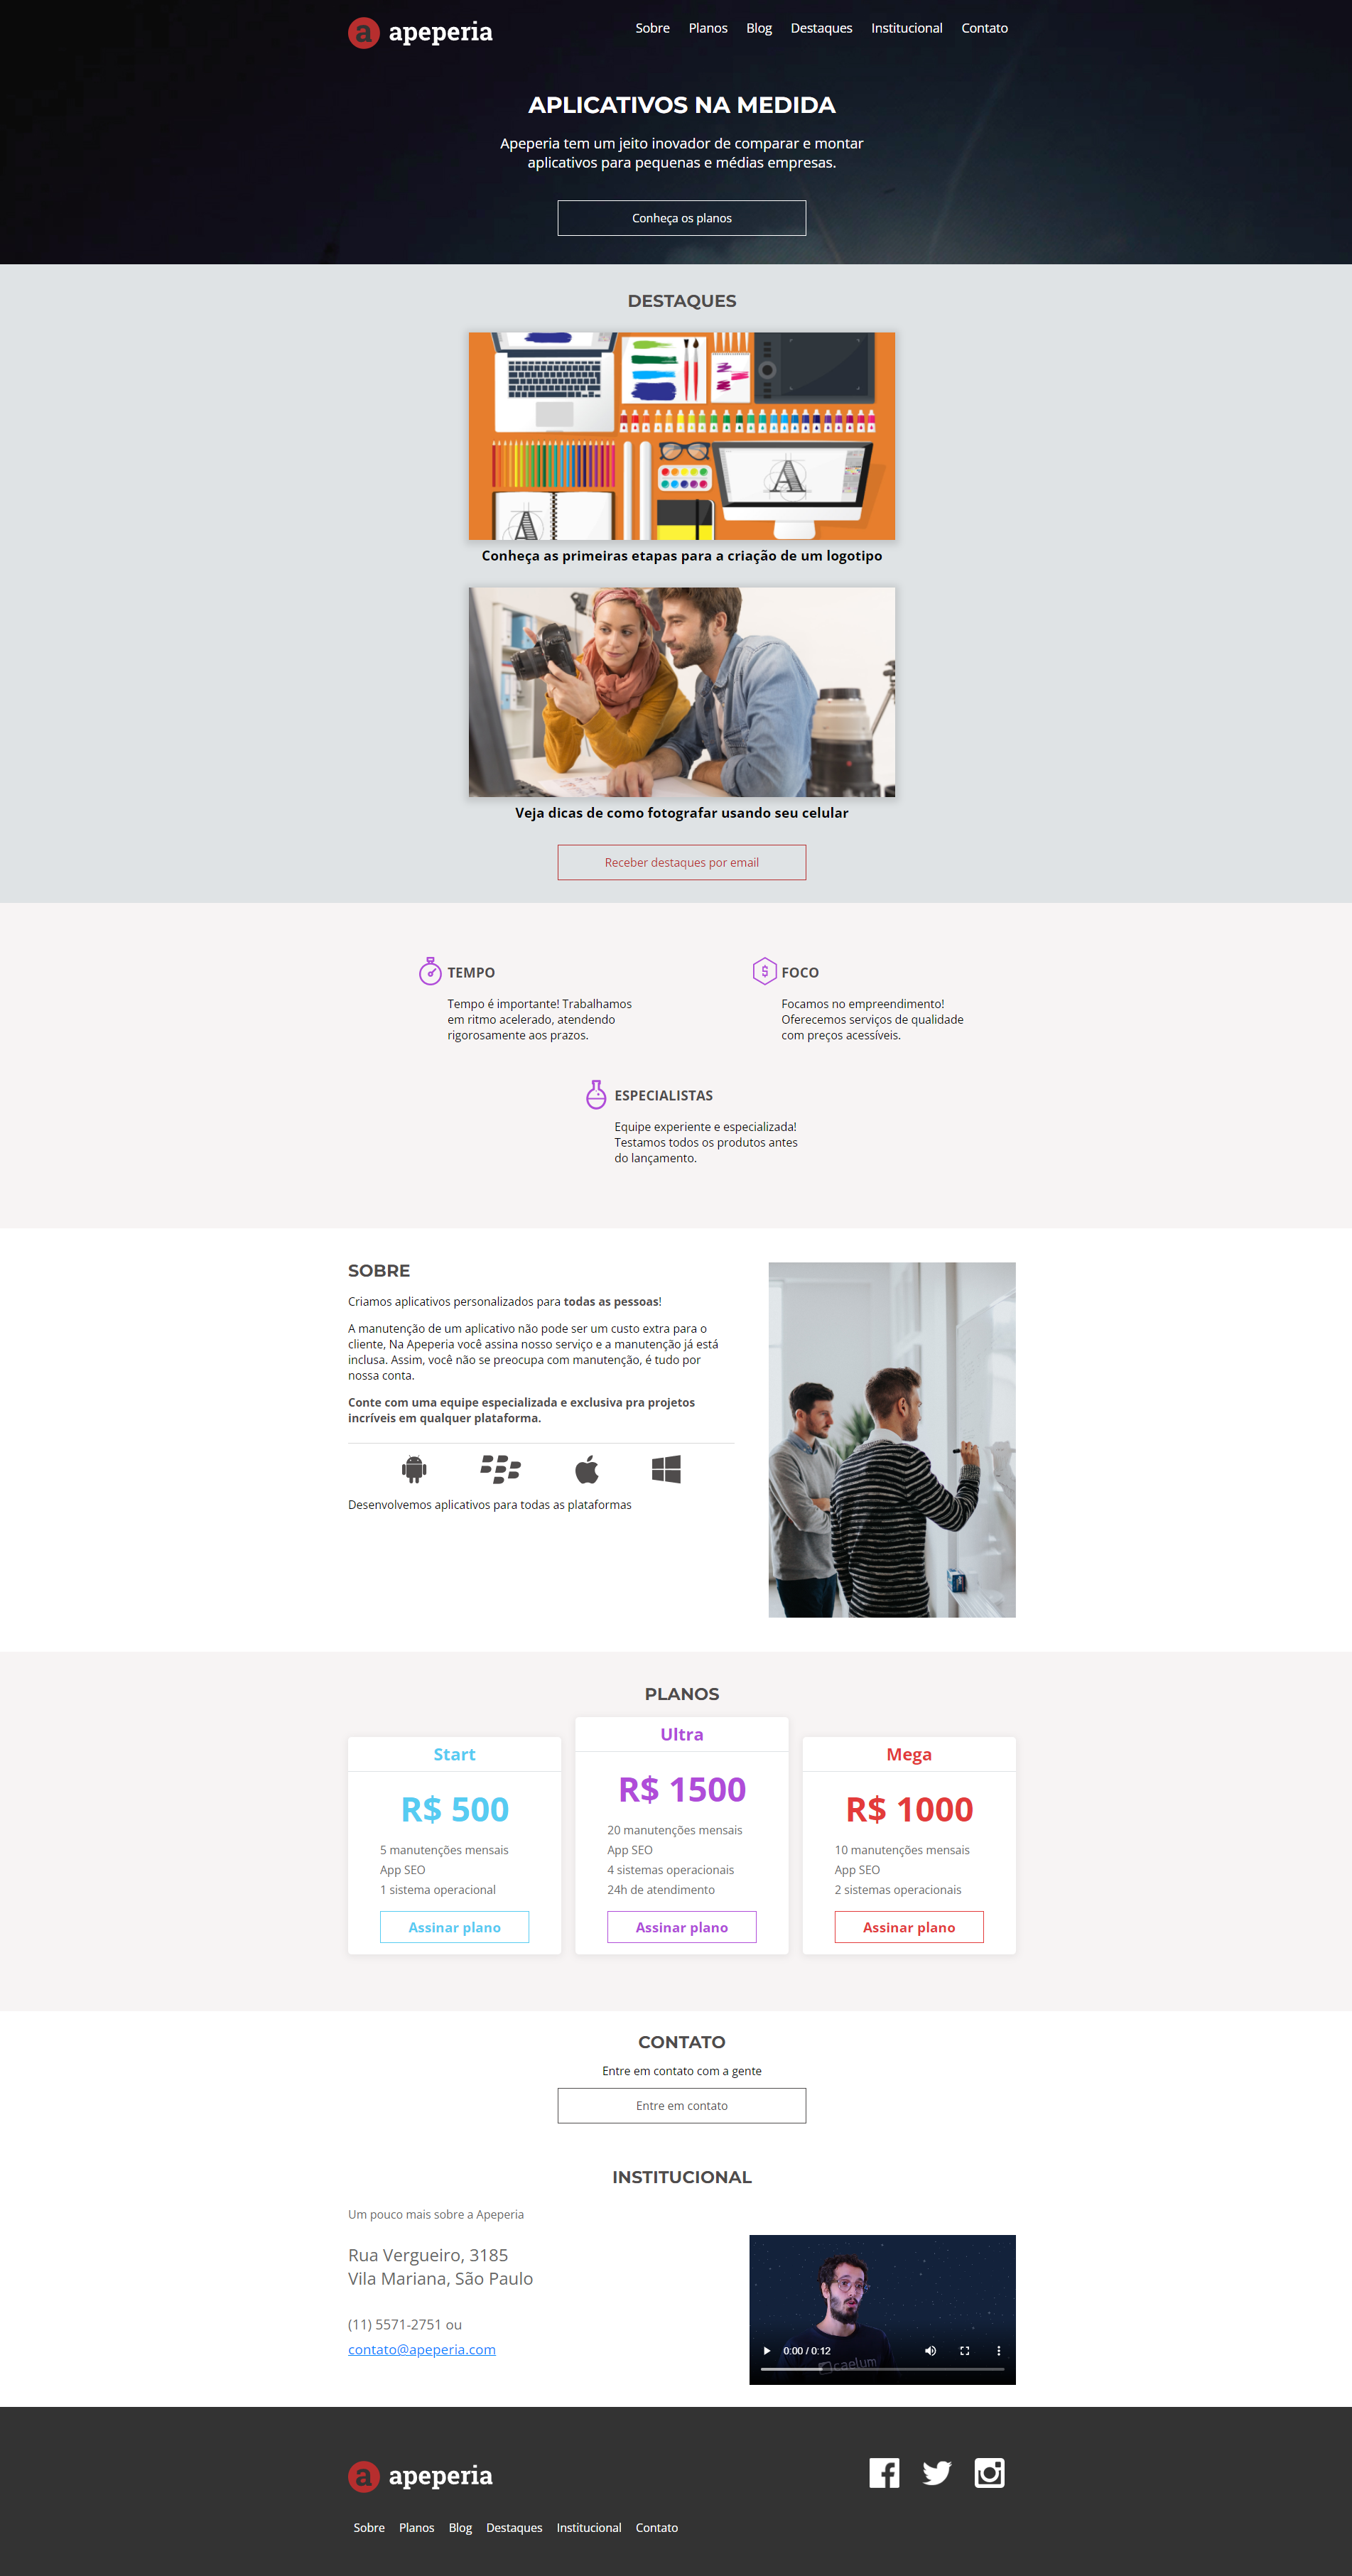 a apeperia
Sobre Planos Blog Destaques Institucional Contato
APLICATIVOS NA MEDIDA
Apeperia tem um jeito inovador de comparar e montar
aplicativos para pequenas e médias empresas.
Conheça os planos
DESTAQUES
A
A
Conheça as primeiras etapas para a criação de um logotipo
Veja dicas de como fotografar usando seu celular
Receber destaques por email
TEMPO
Tempo é importante! Trabalhamos
em ritmo acelerado, atendendo
rigorosamente aos prazos.
$ FOCO
Focamos no empreendimento!
Oferecemos serviços de qualidade
com preços acessíveis.
ESPECIALISTAS
Equipe experiente e especializada!
Testamos todos os produtos antes
do lançamento.
SOBRE
Criamos aplicativos personalizados para todas as pessoas!
A manutenção de um aplicativo não pode ser um custo extra para o
cliente, Na Apeperia você assina nosso serviço e a manutenção já está
inclusa. Assim, você não se preocupa com manutenção, é tudo por
nossa conta.
Conte com uma equipe especializada e exclusiva pra projetos
incríveis em qualquer plataforma.
Desenvolvemos aplicativos para todas as plataformas
PLANOS
Start
R$ 500
5 manutenções mensais
App SEO
1 sistema operacional
Assinar plano
Ultra
R$ 1500
20 manutenções mensais
App SEO
4 sistemas operacionais
24h de atendimento
Assinar plano
Mega
R$ 1000
10 manutenções mensais
App SEO
2 sistemas operacionais
Assinar plano
CONTATO
Entre em contato com a gente
Entre em contato
INSTITUCIONAL
Um pouco mais sobre a Apeperia
Rua Vergueiro, 3185
Vila Mariana, São Paulo
(11) 5571-2751 ou
contato@apeperia.com
0:00 / 0:12
caelum
a apeperia
Sobre Planos Blog Destaques Institucional Contato